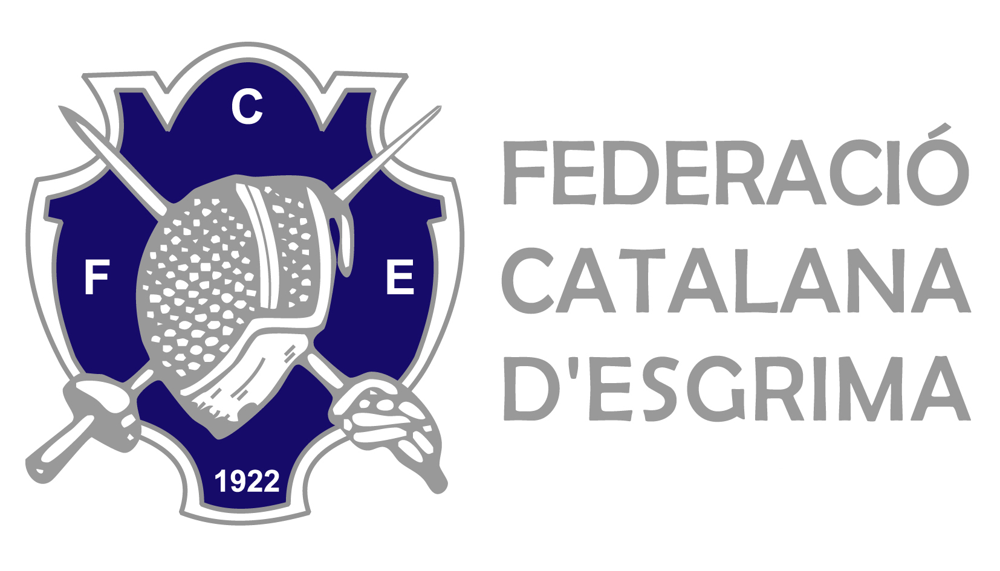 C
F E
1922
FEDERACIÓ
CATALANA
D'ESGRIMA